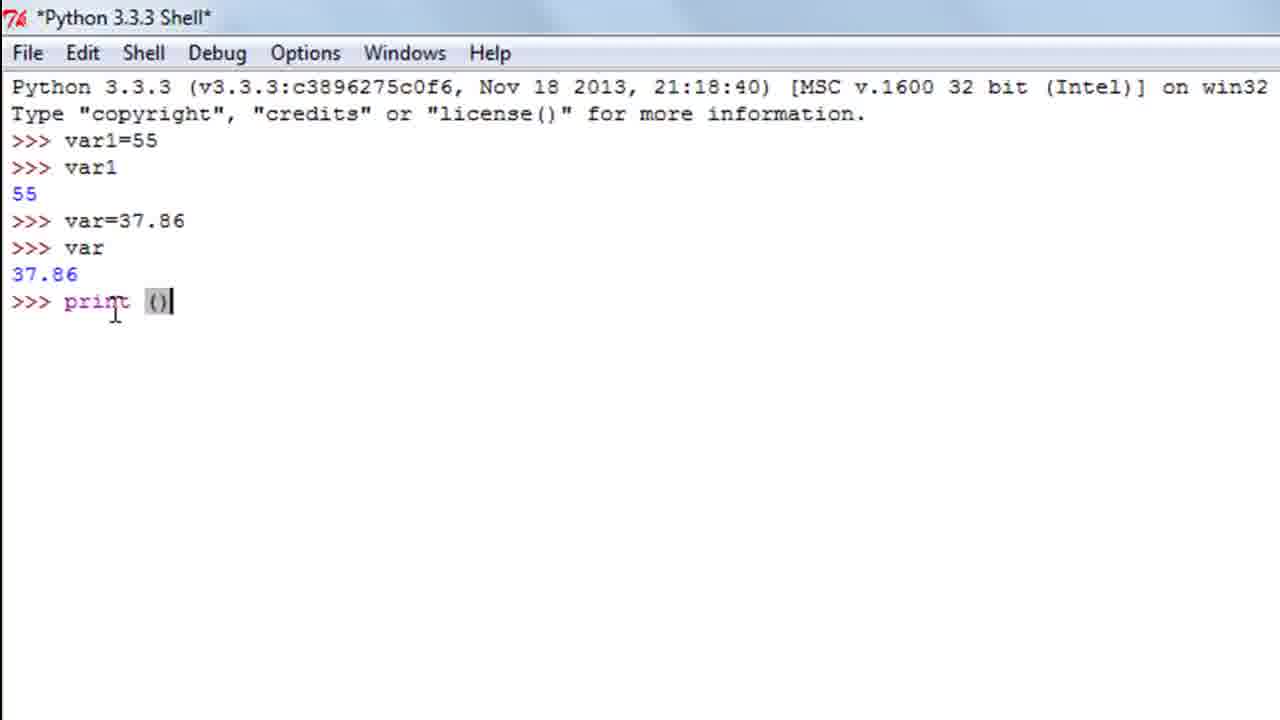 *Python 3.3.3 Shell*
File Edit Shell Debug Options Windows Help
Python 3.3.3 (v3.3.3:c3896275c0f6, Nov 18 2013, 21:18:40) [MSC v.1600 32 bit (Intel)] on win32
Type "copyright", "credits" or "license()" for more information.
>>> var1=55
>>> var1
55
>>> var=37.86
>>> var
37.86
>>> print ()